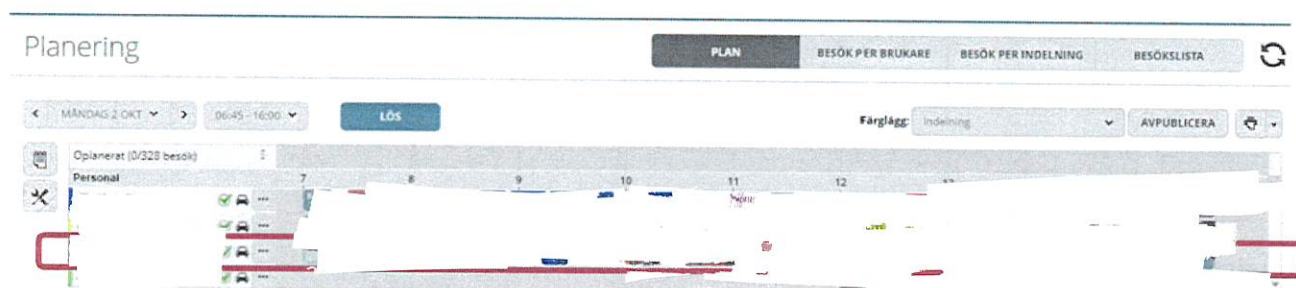 Planering
PLAN BESÖK PER BRUKARE BESÖK PER INDELNING BESÖKSLISTA
MÅNDAG 2 OKT 06:45 - 16:00 LÖS Färglägg: Indelning AVPUBLICERA
Oplanerat (0/328 besök)
Personal 7 8 9 10 11 12